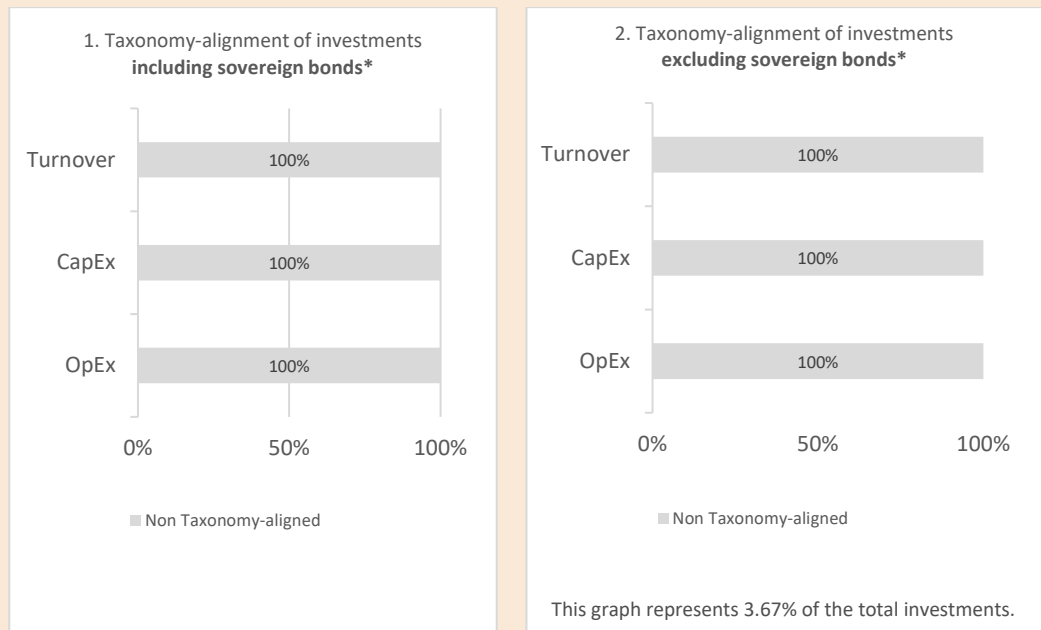 1. Taxonomy-alignment of investments
including sovereign bonds*
Turnover
100%
CapEx
100%
OpEx
100%
0%
50%
100%
Non Taxonomy-aligned
2. Taxonomy-alignment of investments
excluding sovereign bonds*
Turnover
100%
CapEx
100%
OpEx
100%
0%
50%
100%
Non Taxonomy-aligned
This graph represents 3.67% of the total investments.